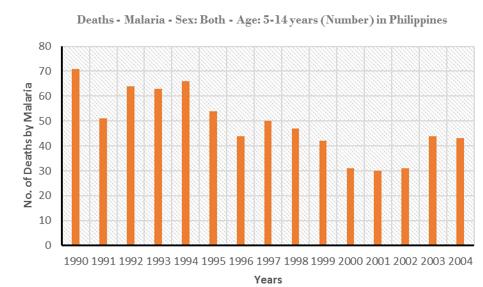 Deaths - Malaria - Sex: Both - Age: 5-14 years (Number) in Philippines
80
70
60
50
40
30
20
10
0
No. of Deaths by Malaria
1990 1991 1992 1993 1994 1995 1996 1997 1998 1999 2000 2001 2002 2003 2004
Years